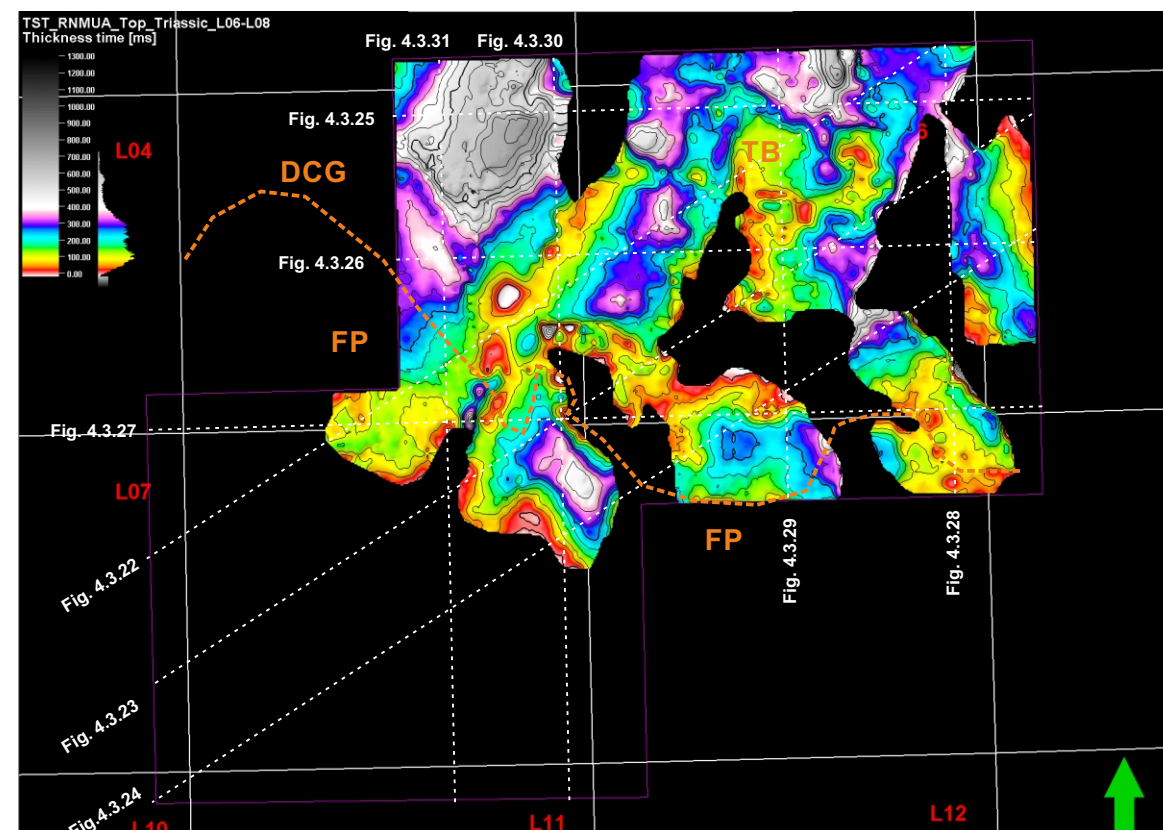 TST_RNMUA_Top_Triassic_L06-L08
Thickness time [ms]
Fig. 4.3.31 Fig. 4.3.30
1300.00
1200.00
1100.00
1000.00
900.00
800.00
700.00
600.00
500.00
400.00
300.00
200.00
100.00
0.00
Fig. 4.3.25
L04
6
TB
DCG
Fig. 4.3.26
FP
Fig. 4.3.27
L07
FP
Fig. 4.3.29
Fig. 4.3.28
Fig. 4.3.22
Fig. 4.3.23
Fig. 4.3.24
L10
L11
L12